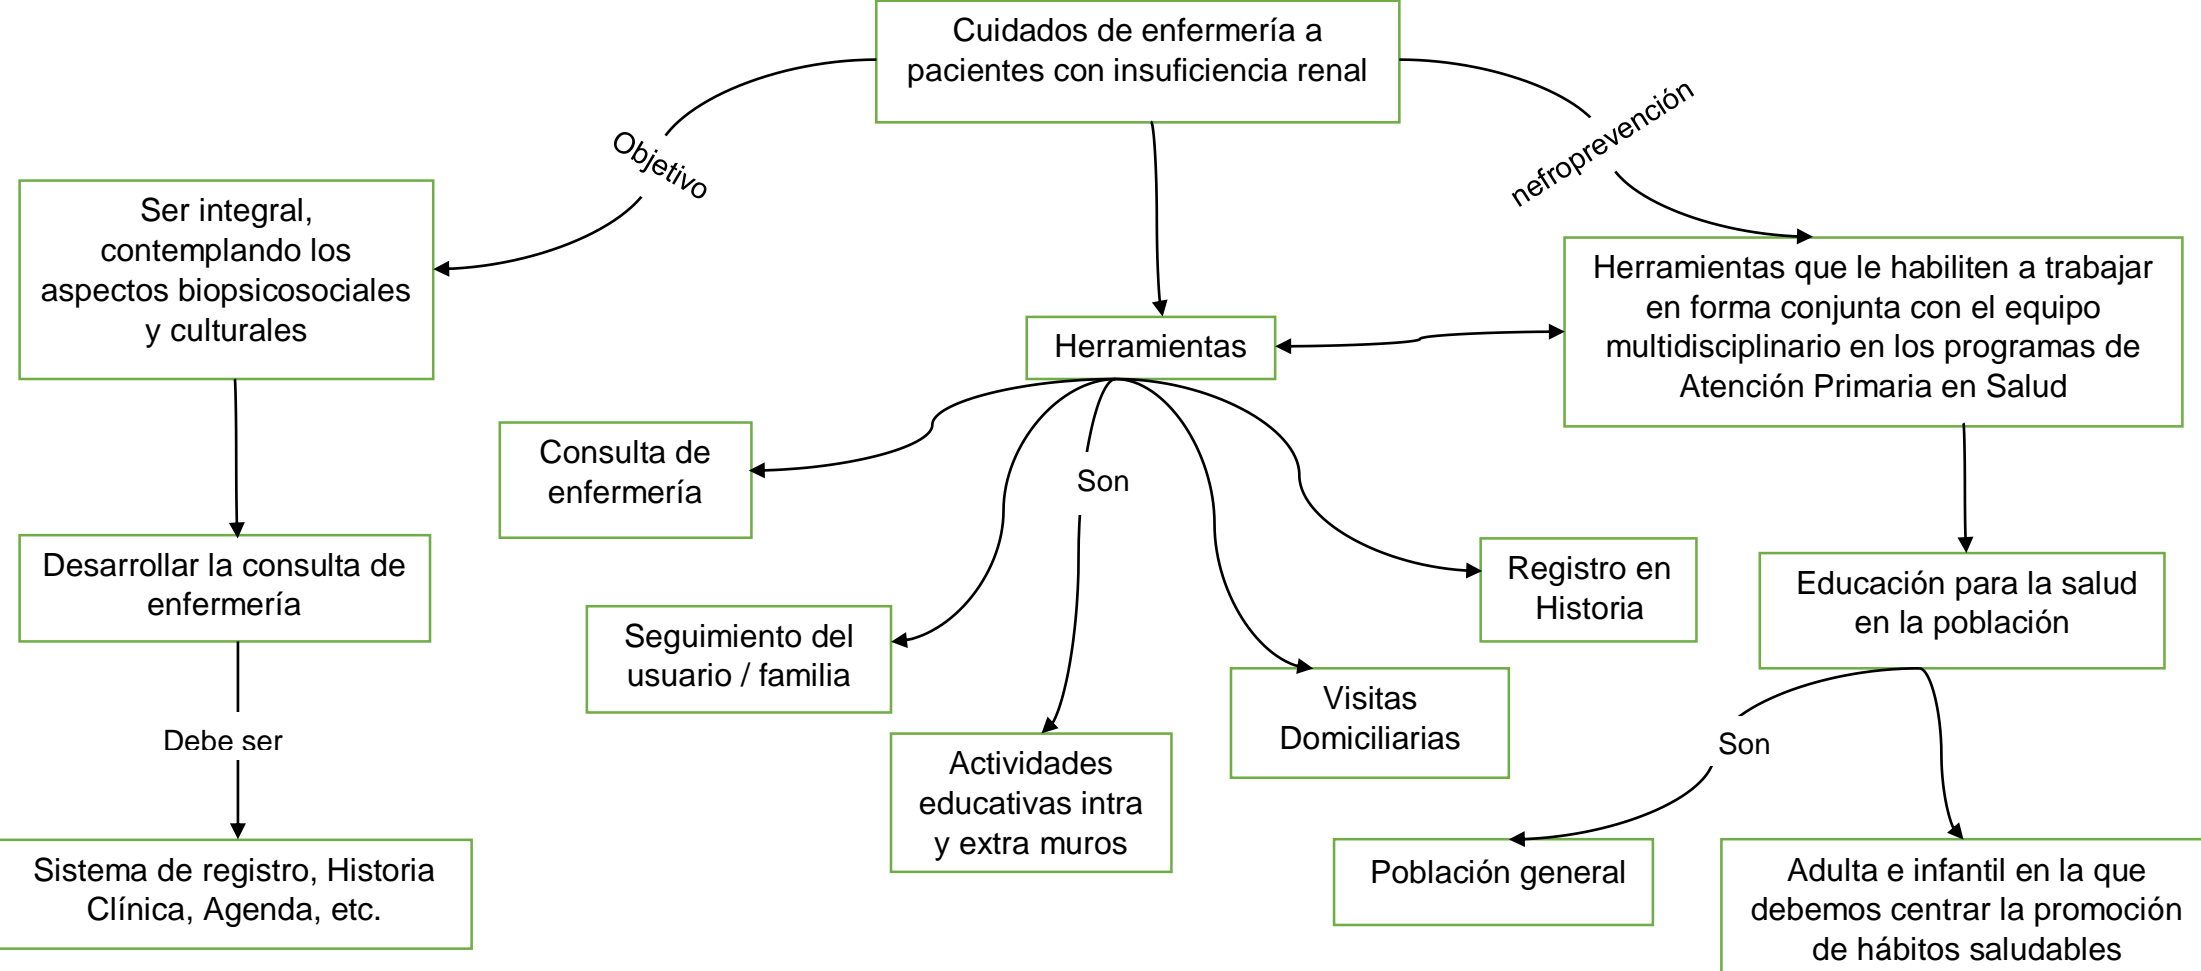 Cuidados de enfermería a
pacientes con insuficiencia renal
Objetivo
nefroprevención
Ser integral,
contemplando los
aspectos biopsicosociales
y culturales
Herramientas que le habiliten a trabajar
en forma conjunta con el equipo
multidisciplinario en los programas de
Atención Primaria en Salud
Herramientas
Consulta de
enfermería
Son
Desarrollar la consulta de
enfermería
Registro en
Historia
Educación para la salud
en la población
Seguimiento del
usuario / familia
Visitas
Domiciliarias
Debe ser
Son
Actividades
educativas intra
y extra muros
Sistema de registro, Historia
Clínica, Agenda, etc.
Población general
Adulta e infantil en la que
debemos centrar la promoción
de hábitos saludables